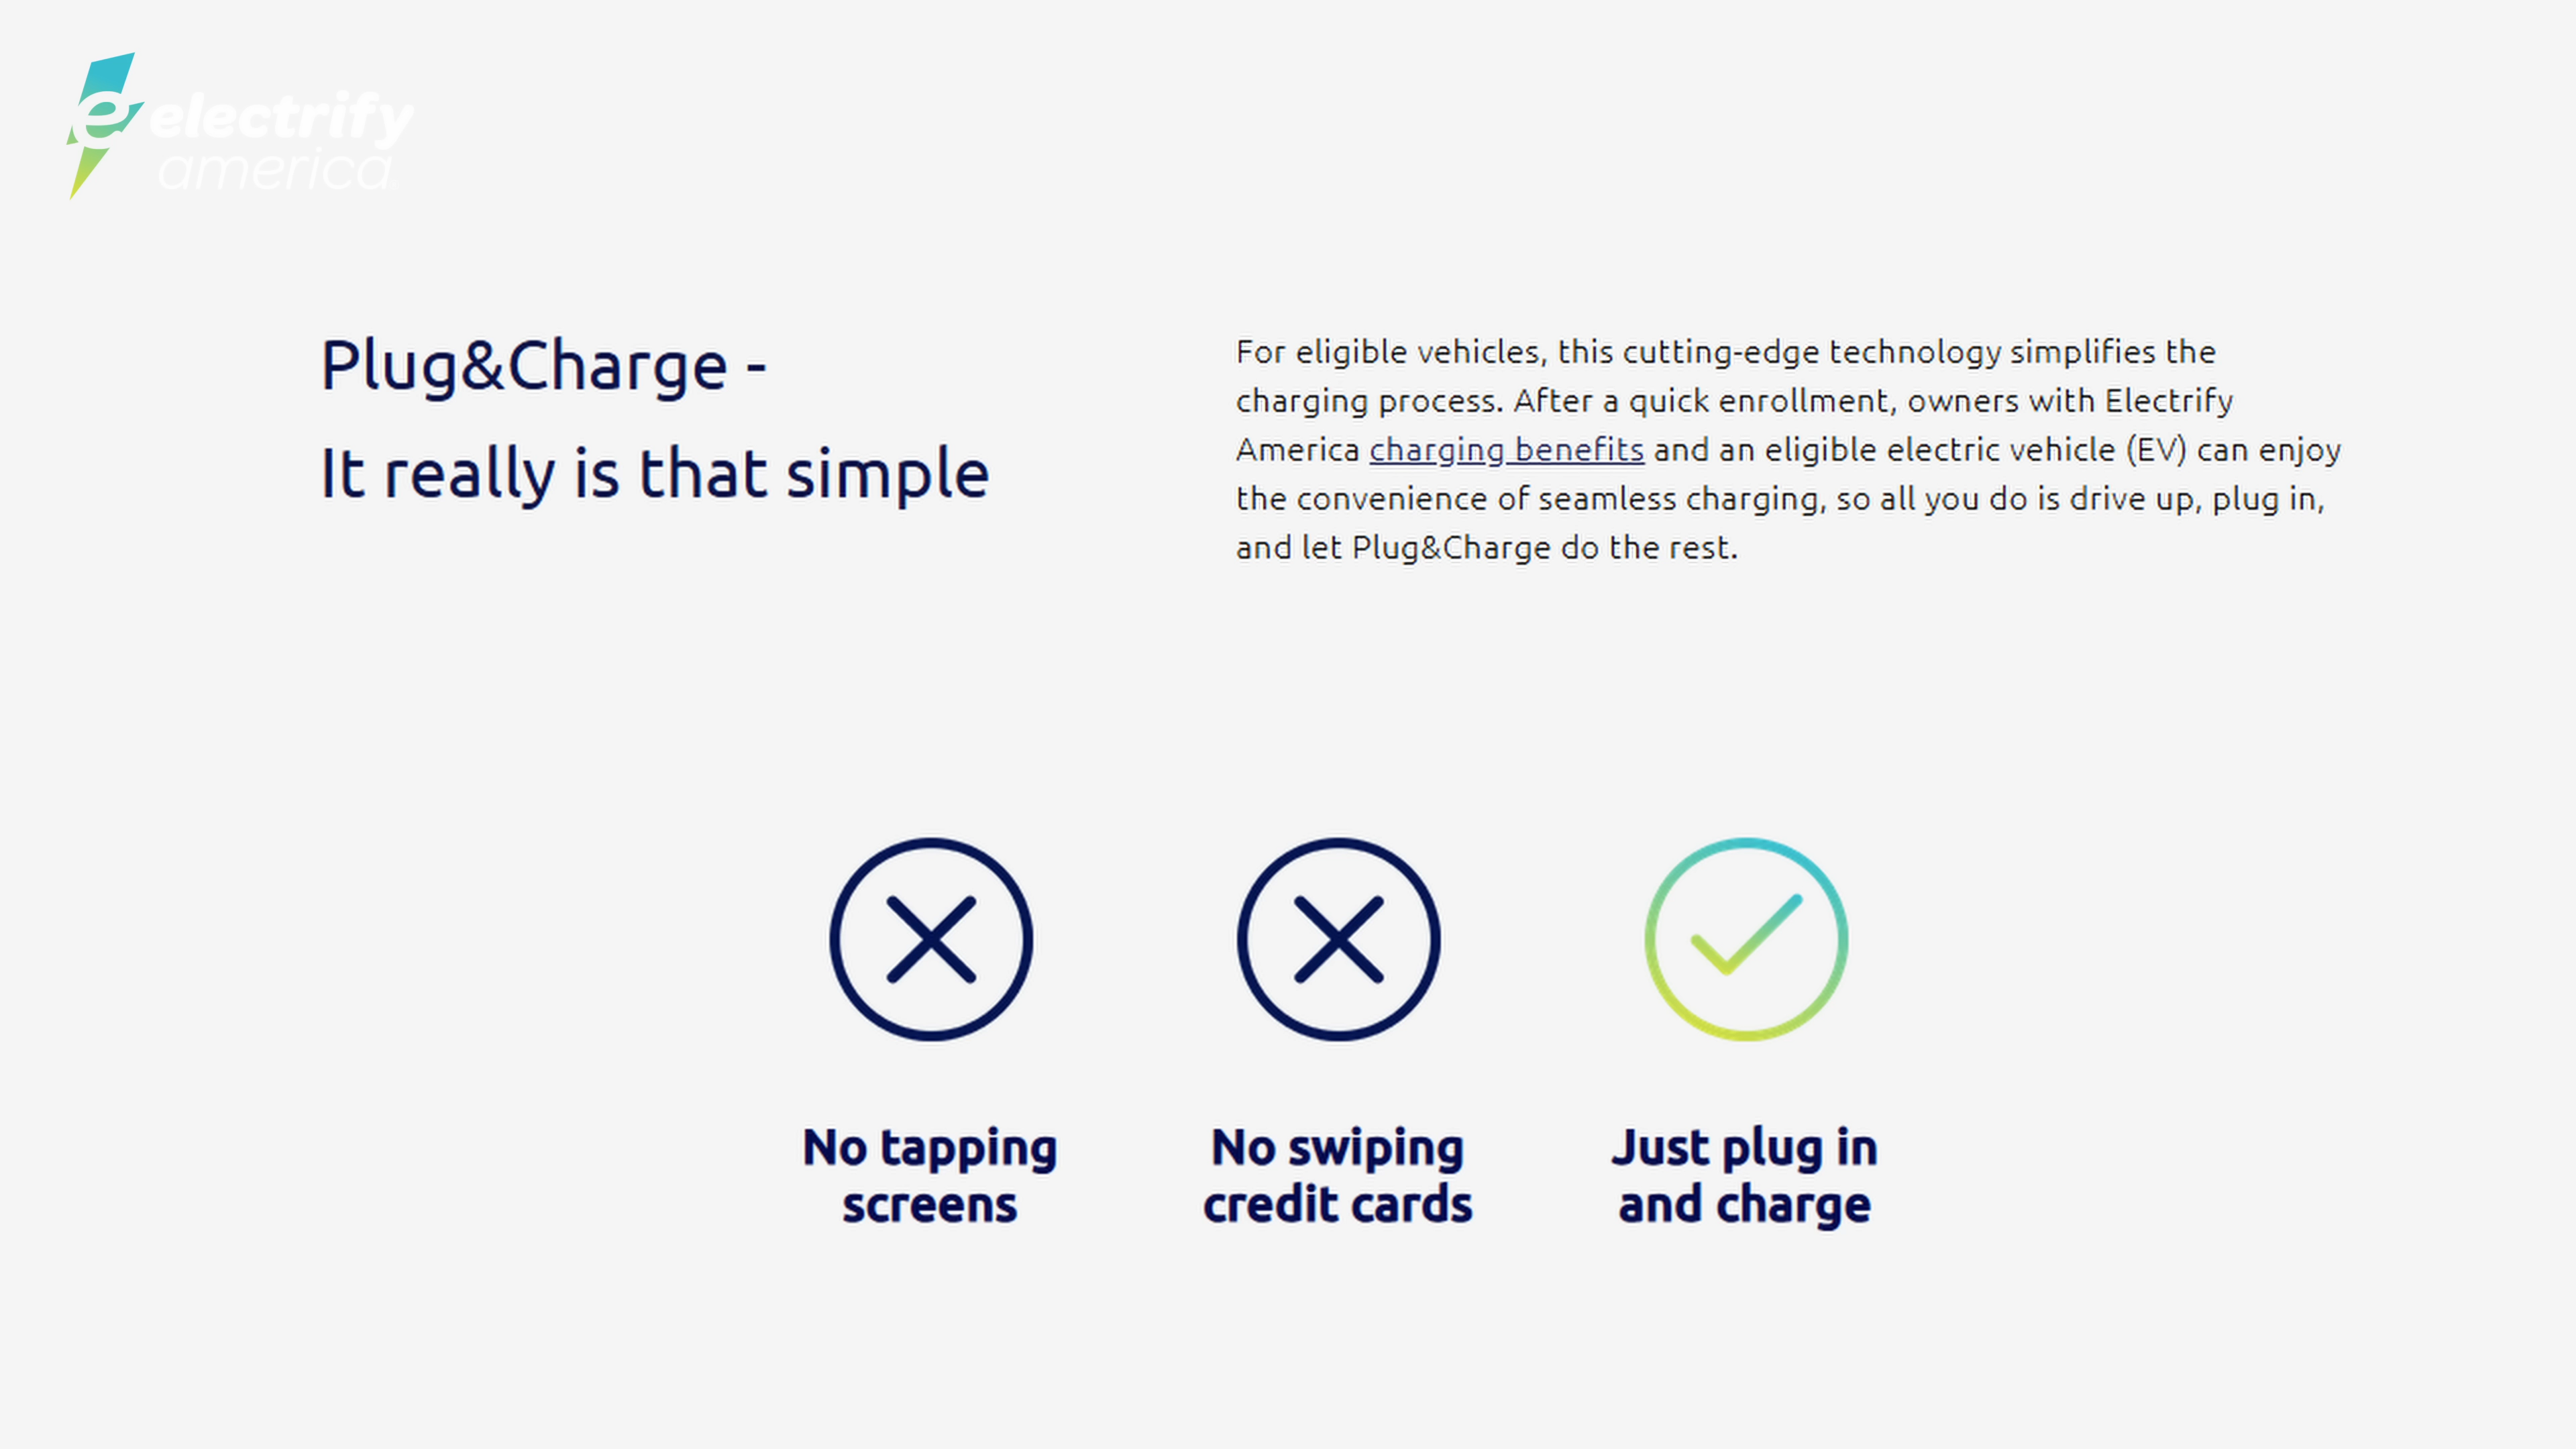 electrify
america
Plug&Charge -
It really is that simple
For eligible vehicles, this cutting-edge technology simplifies the
charging process. After a quick enrollment, owners with Electrify
America charging benefits and an eligible electric vehicle (EV) can enjoy
the convenience of seamless charging, so all you do is drive up, plug in,
and let Plug&Charge do the rest.
No tapping
screens
No swiping
credit cards
Just plug in
and charge